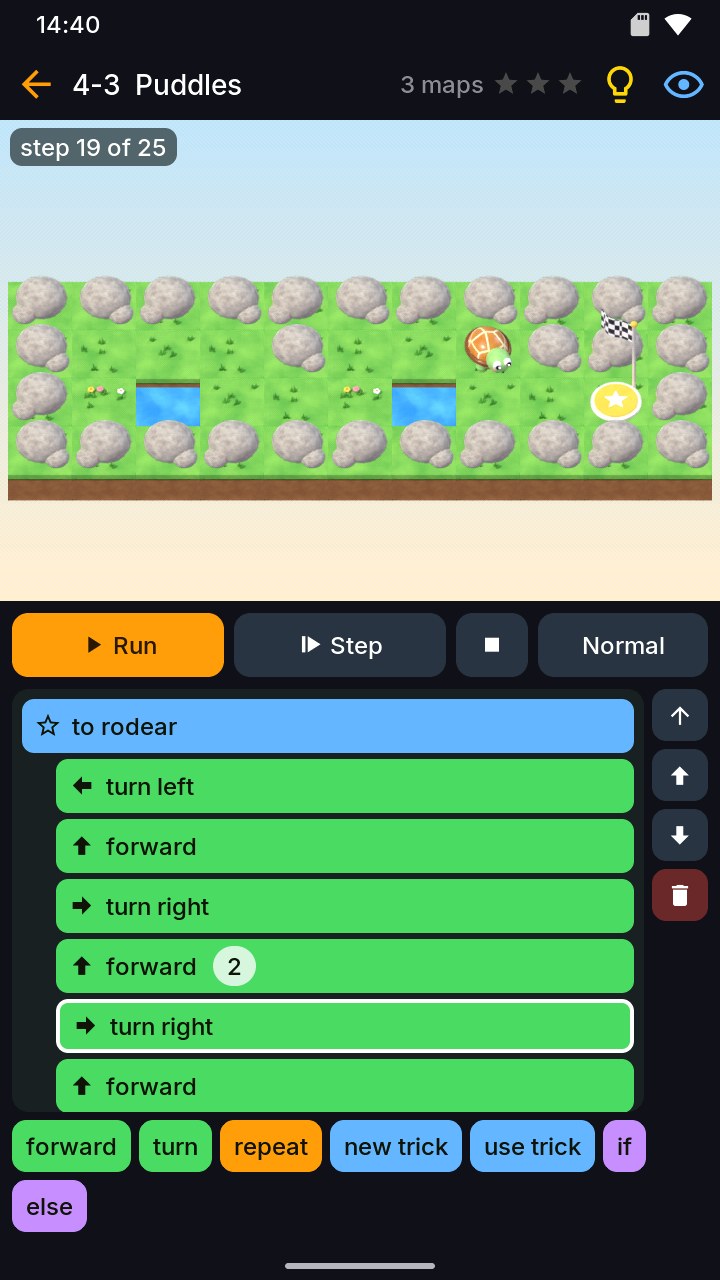 14:40
4-3 Puddles
3 maps
step 19 of 25
Run
Step
Normal
to rodear
turn left
forward
turn right
forward 2
turn right
forward
forward
turn
repeat
new trick
use trick
if
else